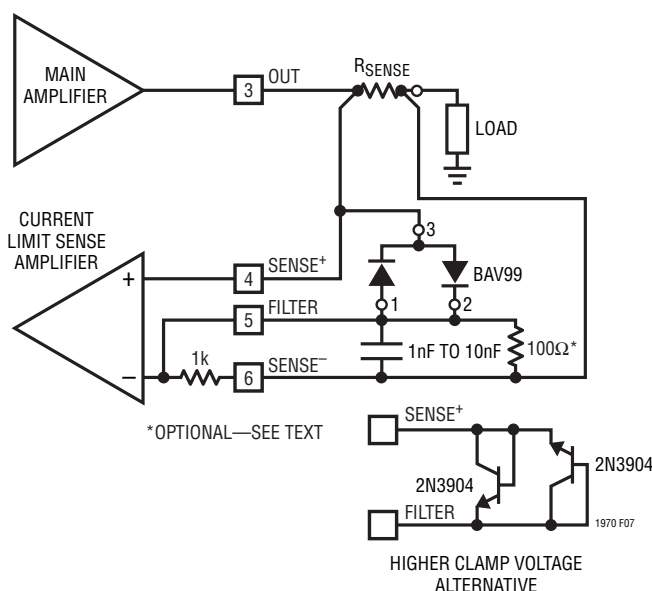 MAIN
AMPLIFIER
3
OUT
RSENSE
LOAD
CURRENT
LIMIT SENSE
AMPLIFIER
+
4
SENSE+
3
BAV99
1
2
5
FILTER
1nF TO 10nF
100Ω*
–
1k
6
SENSE–
*OPTIONAL—SEE TEXT
SENSE+
2N3904
2N3904
FILTER
1970 F07
HIGHER CLAMP VOLTAGE
ALTERNATIVE